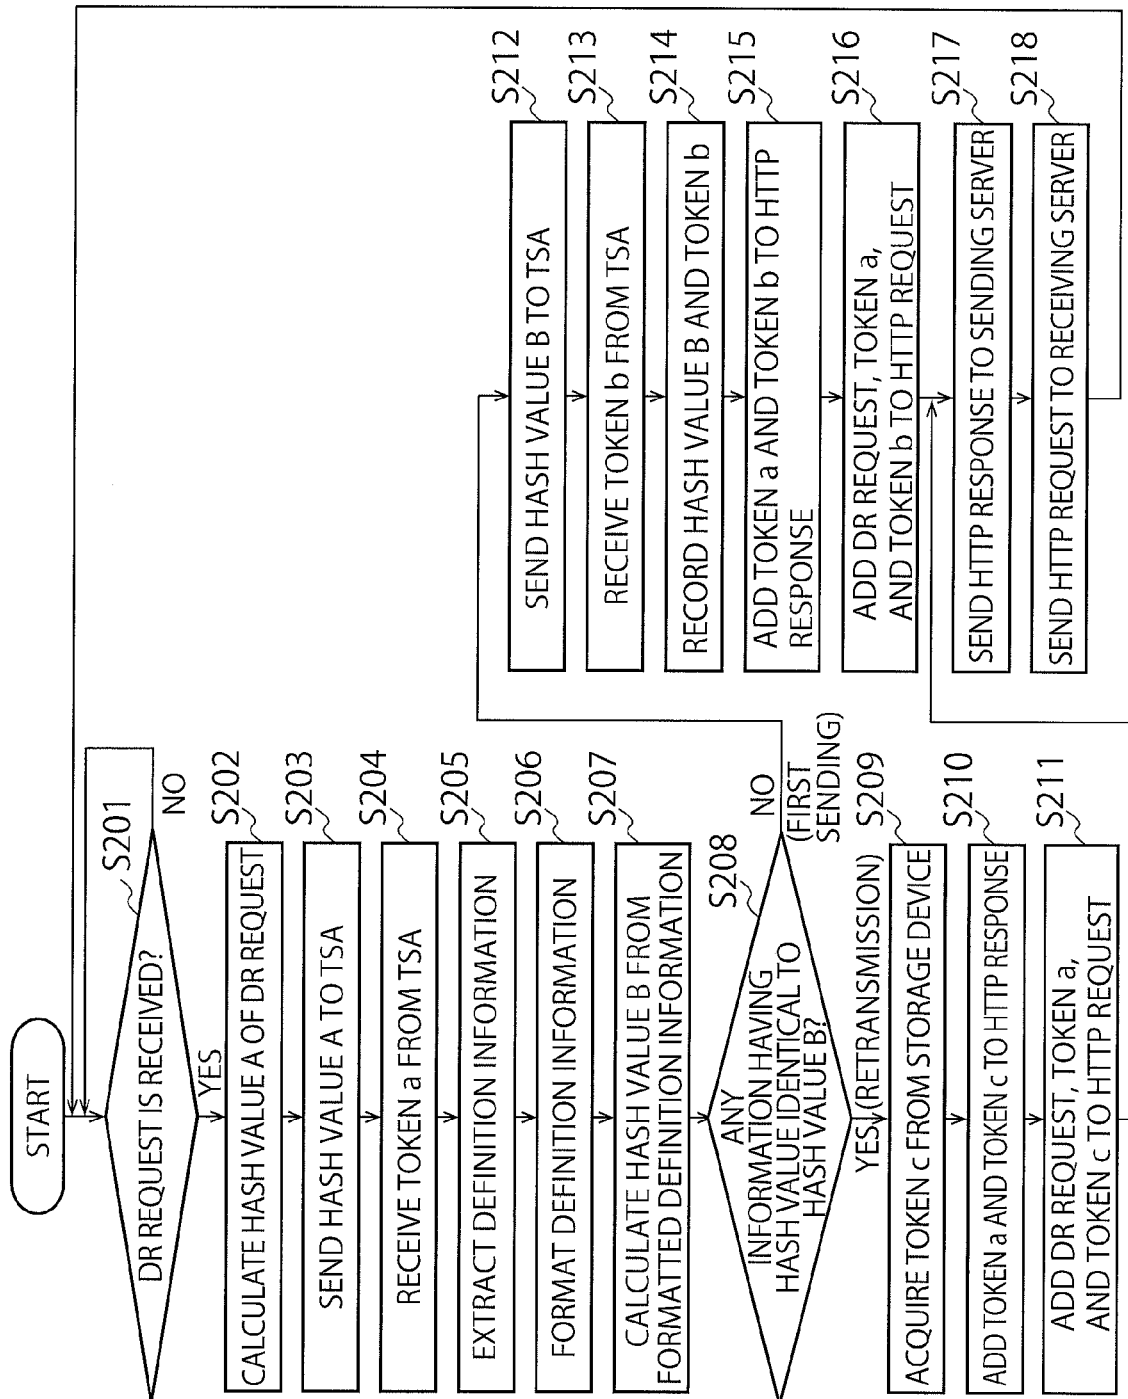 START
DR REQUEST IS RECEIVED?
S201
NO
YES
CALCULATE HASH VALUE A OF DR REQUEST
S202
SEND HASH VALUE A TO TSA
S203
RECEIVE TOKEN a FROM TSA
S204
EXTRACT DEFINITION INFORMATION
S205
FORMAT DEFINITION INFORMATION
S206
CALCULATE HASH VALUE B FROM
FORMATTED DEFINITION INFORMATION
S207
ANY
INFORMATION HAVING
HASH VALUE IDENTICAL TO
HASH VALUE B?
S208
NO
(FIRST
SENDING)
YES (RETRANSMISSION)
ACQUIRE TOKEN c FROM STORAGE DEVICE
S209
ADD TOKEN a AND TOKEN c TO HTTP RESPONSE
S210
ADD DR REQUEST, TOKEN a,
AND TOKEN c TO HTTP REQUEST
S211
SEND HASH VALUE B TO TSA
S212
RECEIVE TOKEN b FROM TSA
S213
RECORD HASH VALUE B AND TOKEN b
S214
ADD TOKEN a AND TOKEN b TO HTTP
RESPONSE
S215
ADD DR REQUEST, TOKEN a,
AND TOKEN b TO HTTP REQUEST
S216
SEND HTTP RESPONSE TO SENDING SERVER
S217
SEND HTTP REQUEST TO RECEIVING SERVER
S218